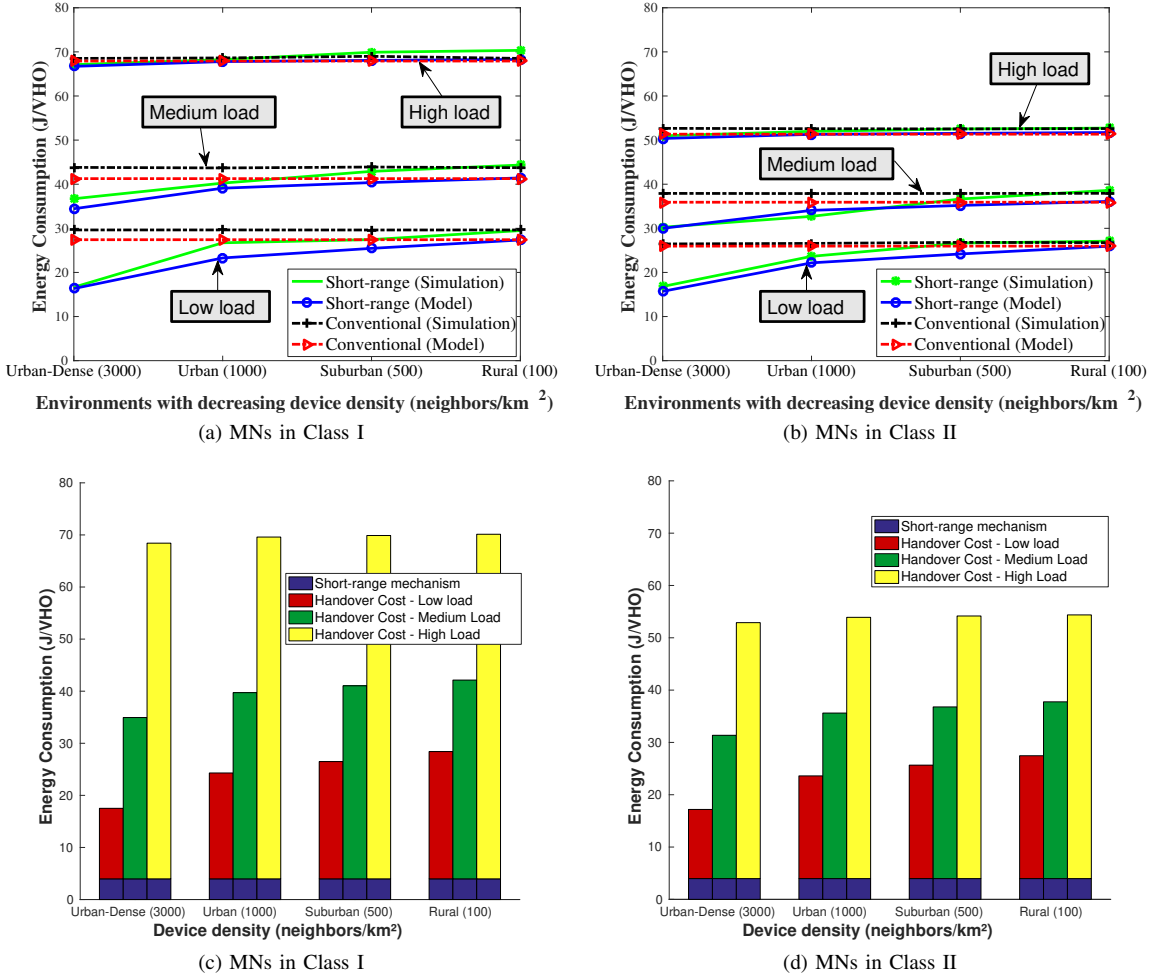 80
70
60
50
40
30
20
10
0
Energy Consumption (J/VHO)
Medium load
High load
Low load
Short-range (Simulation)
Short-range (Model)
Conventional (Simulation)
Conventional (Model)
Urban-Dense (3000)
Urban (1000)
Suburban (500)
Rural (100)
Environments with decreasing device density (neighbors/km 2)
(a) MNs in Class I
80
70
60
50
40
30
20
10
0
Energy Consumption (J/VHO)
High load
Medium load
Low load
Short-range (Simulation)
Short-range (Model)
Conventional (Simulation)
Conventional (Model)
Urban-Dense (3000)
Urban (1000)
Suburban (500)
Rural (100)
Environments with decreasing device density (neighbors/km 2)
(b) MNs in Class II
80
70
60
50
40
30
20
10
0
Energy Consumption (J/VHO)
Short-range mechanism
Handover Cost - Low load
Handover Cost - Medium Load
Handover Cost - High Load
Urban-Dense (3000)
Urban (1000)
Suburban (500)
Rural (100)
Device density (neighbors/km²)
(c) MNs in Class I
80
70
60
50
40
30
20
10
0
Energy Consumption (J/VHO)
Short-range mechanism
Handover Cost - Low load
Handover Cost - Medium Load
Handover Cost - High Load
Urban-Dense (3000)
Urban (1000)
Suburban (500)
Rural (100)
Device density (neighbors/km²)
(d) MNs in Class II